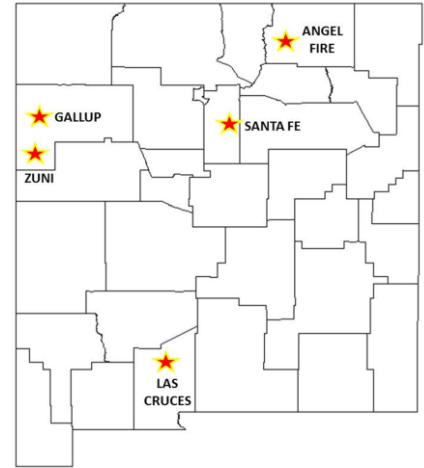 ANGEL
FIRE
GALLUP
SANTA FE
ZUNI
LAS
CRUCES